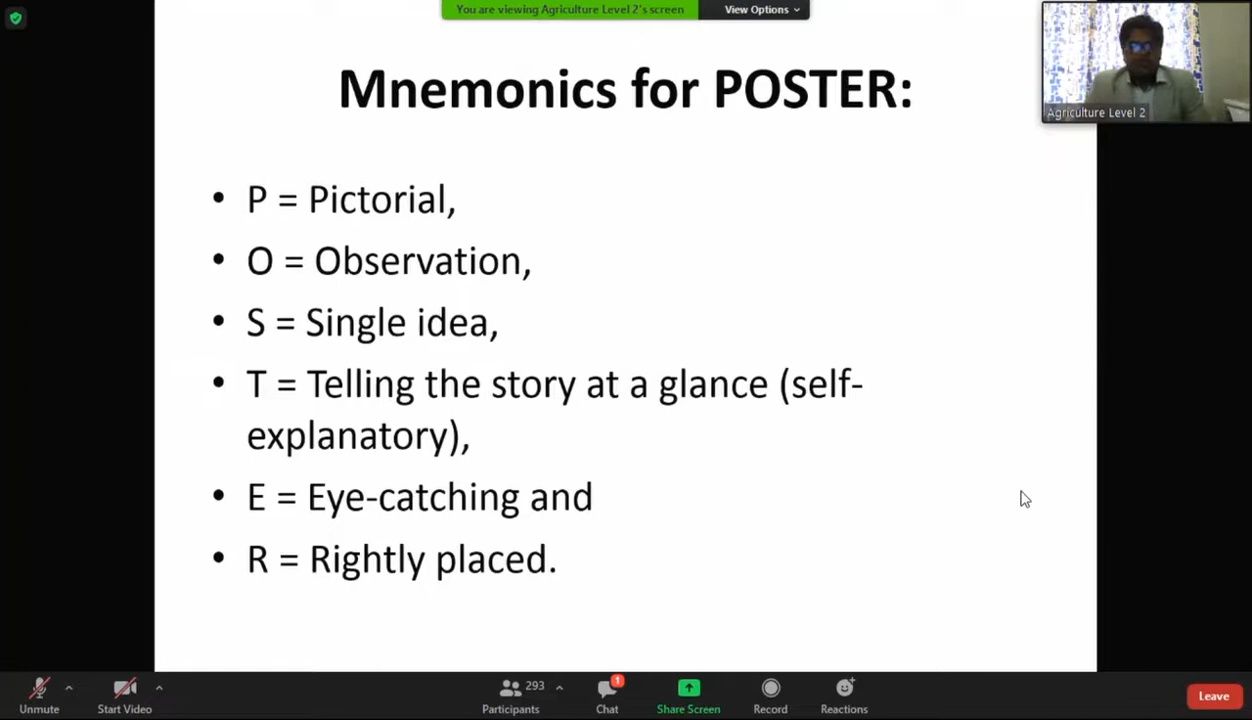 You are viewing Agriculture Level 2's screen
View Options
Mnemonics for POSTER:
Agriculture Level 2
• P = Pictorial,
• O = Observation,
• S = Single idea,
• T = Telling the story at a glance (self-
explanatory),
• E = Eye-catching and
• R = Rightly placed.
Unmute
Start Video
293
Participants
1
Chat
Share Screen
Record
Reactions
Leave